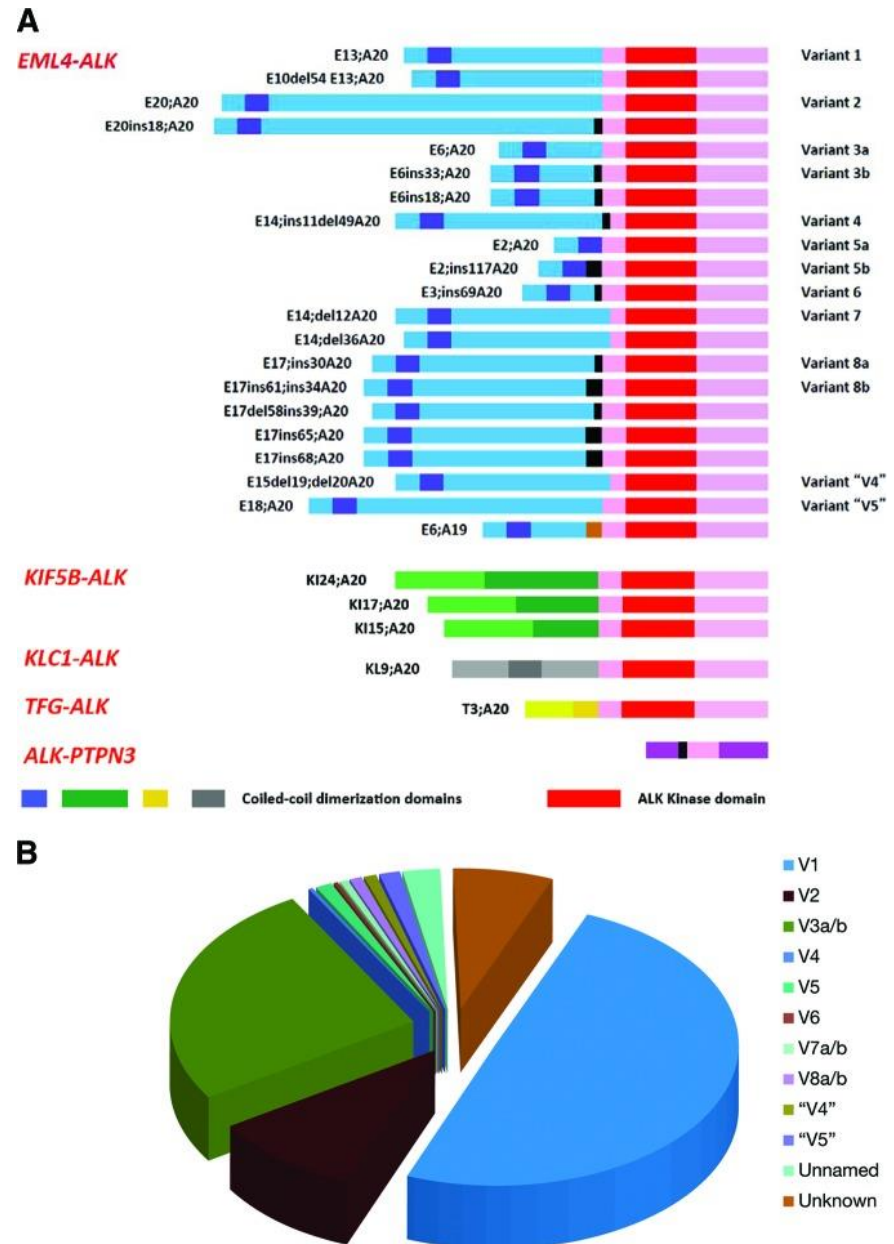 A
EML4-ALK
E13;A20 Variant 1
E10del54 E13;A20
E20;A20 Variant 2
E20ins18;A20
E6;A20 Variant 3a
E6ins33;A20 Variant 3b
E6ins18;A20
E14;ins11del49A20 Variant 4
E2;A20 Variant 5a
E2;ins117A20 Variant 5b
E3;ins69A20 Variant 6
E14;del12A20 Variant 7
E14;del36A20
E17;ins30A20 Variant 8a
E17ins61;ins34A20 Variant 8b
E17del58ins39;A20
E17ins65;A20
E17ins68;A20
E15del19;del20A20 Variant “V4”
E18;A20 Variant “V5”
E6;A19
KIF5B-ALK
KI24;A20
KI17;A20
KI15;A20
KLC1-ALK
KL9;A20
TFG-ALK
T3;A20
ALK-PTPN3
Coiled-coil dimerization domains ALK Kinase domain
B
V1
V2
V3a/b
V4
V5
V6
V7a/b
V8a/b
“V4”
“V5”
Unnamed
Unknown